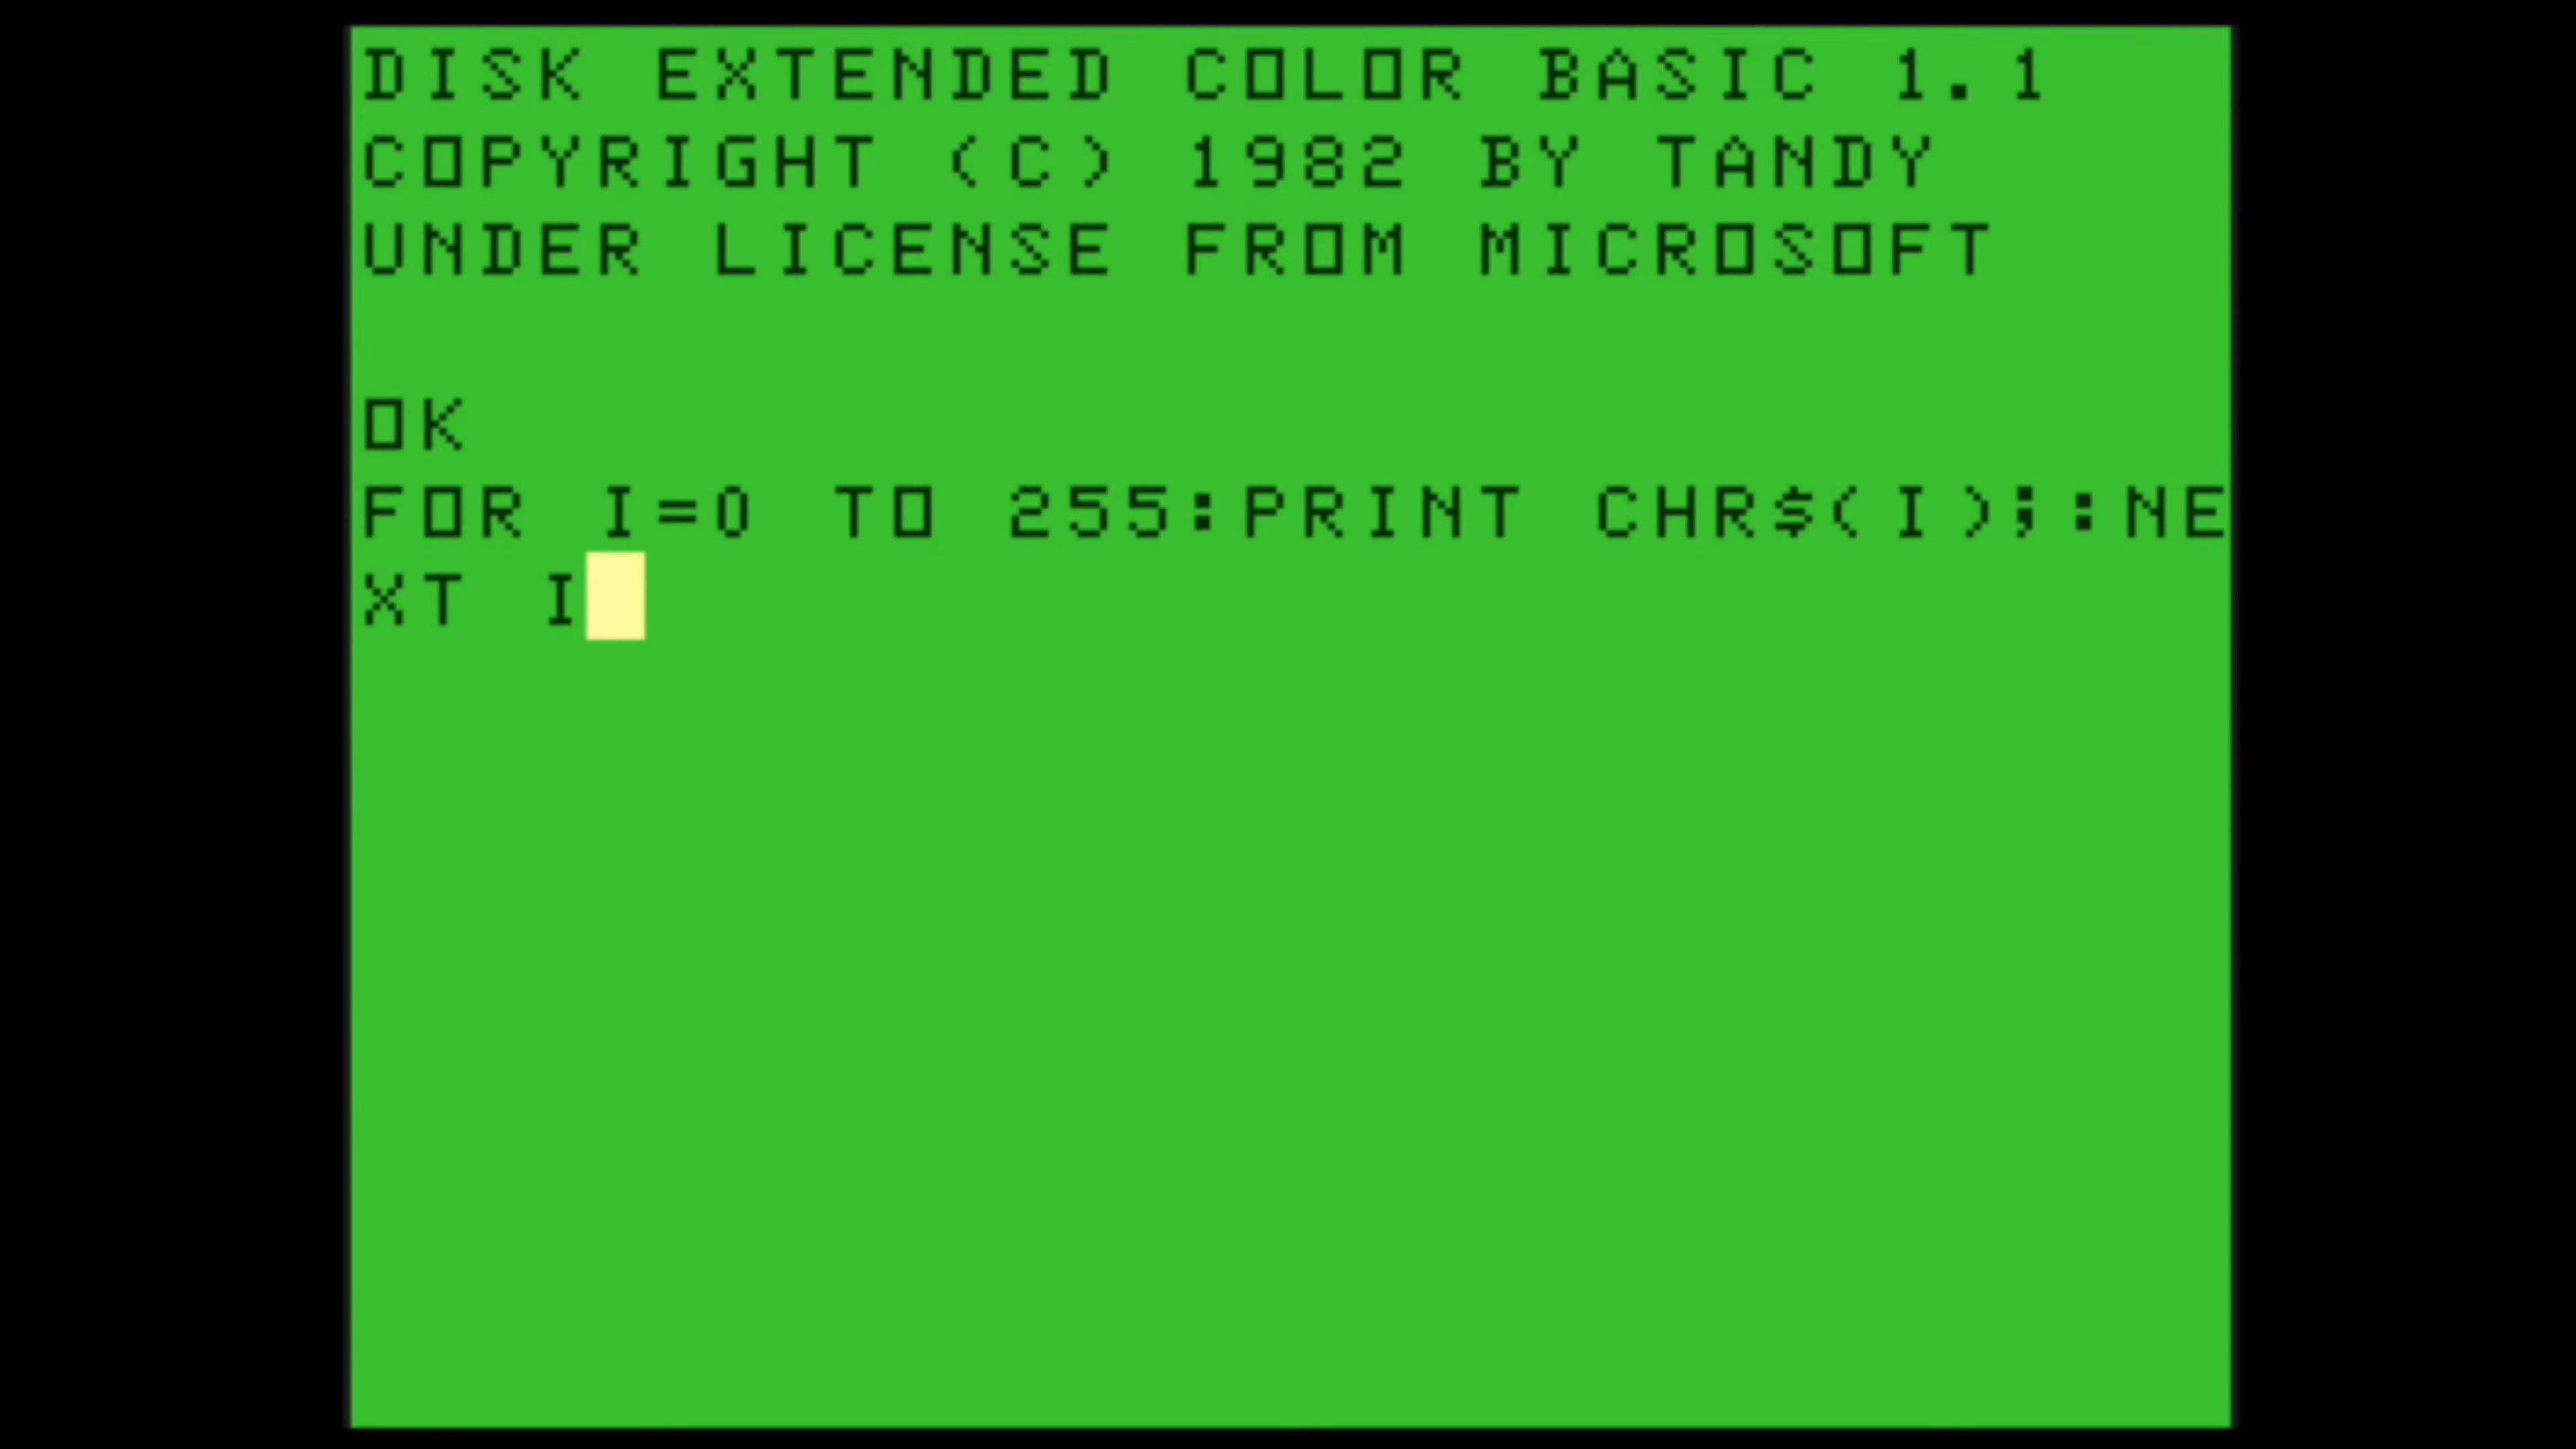 DISK EXTENDED COLOR BASIC 1.1
COPYRIGHT (C) 1982 BY TANDY
UNDER LICENSE FROM MICROSOFT
OK
FOR I=0 TO 255:PRINT CHR$(I);:NE
XT I